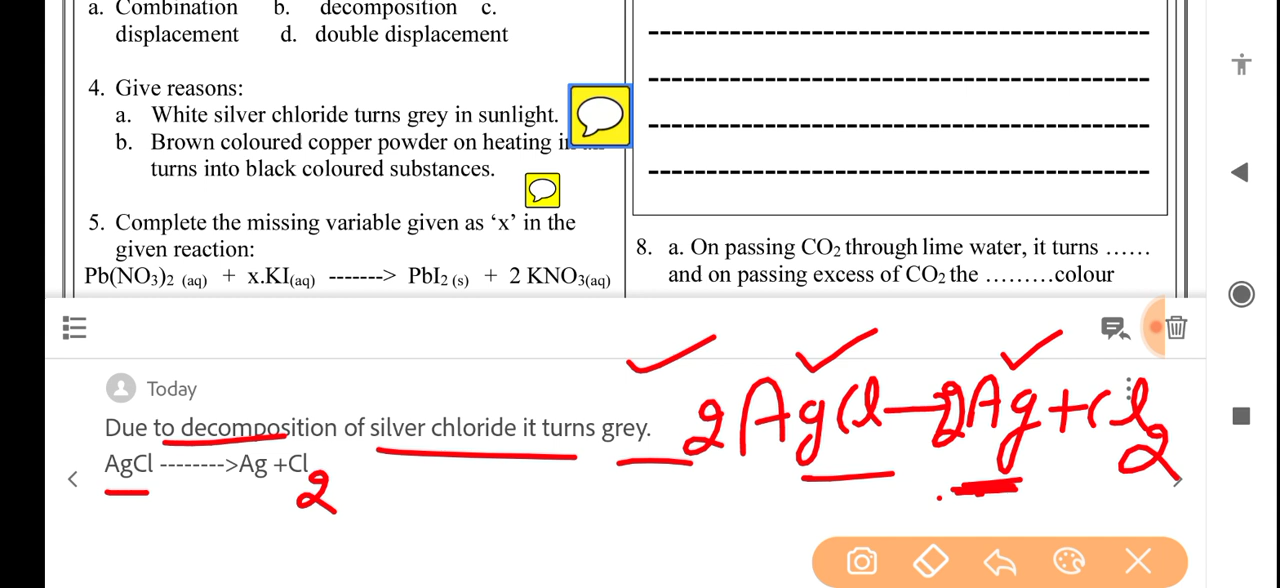 a. Combination b. decomposition c.
displacement d. double displacement
4. Give reasons:
a. White silver chloride turns grey in sunlight.
b. Brown coloured copper powder on heating
turns into black coloured substances.
5. Complete the missing variable given as ‘x’ in the
given reaction:
Pb(NO3)2 (aq) + x.KI(aq) -------> PbI2 (s) + 2 KNO3(aq)
8. a. On passing CO2 through lime water, it turns ……
and on passing excess of CO2 the ………colour
Today
Due to decomposition of silver chloride it turns grey.
AgCl -------->Ag +Cl 2
2AgCl—2Ag+Cl2